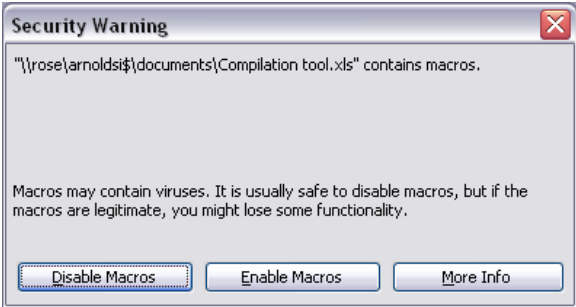 Security Warning
"\\rose\arnoldsi$\documents\Compilation tool.xls" contains macros.
Macros may contain viruses. It is usually safe to disable macros, but if the
macros are legitimate, you might lose some functionality.
Disable Macros Enable Macros More Info